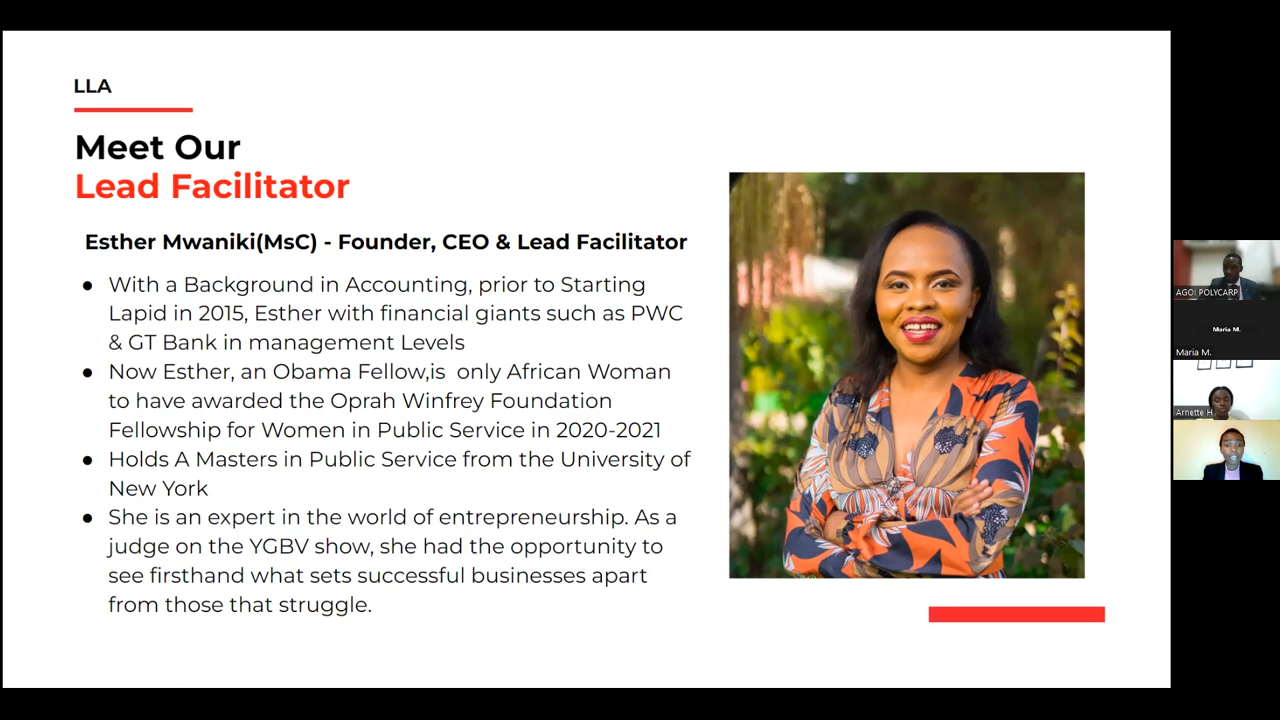 LLA
Meet Our
Lead Facilitator
Esther Mwaniki(MsC) - Founder, CEO & Lead Facilitator
● With a Background in Accounting, prior to Starting
Lapid in 2015, Esther with financial giants such as PWC
& GT Bank in management Levels
● Now Esther, an Obama Fellow,is only African Woman
to have awarded the Oprah Winfrey Foundation
Fellowship for Women in Public Service in 2020-2021
● Holds A Masters in Public Service from the University of
New York
● She is an expert in the world of entrepreneurship. As a
judge on the YGBV show, she had the opportunity to
see firsthand what sets successful businesses apart
from those that struggle.
AGOI POLYCARP
Maria M.
Maria M.
Arnette H.